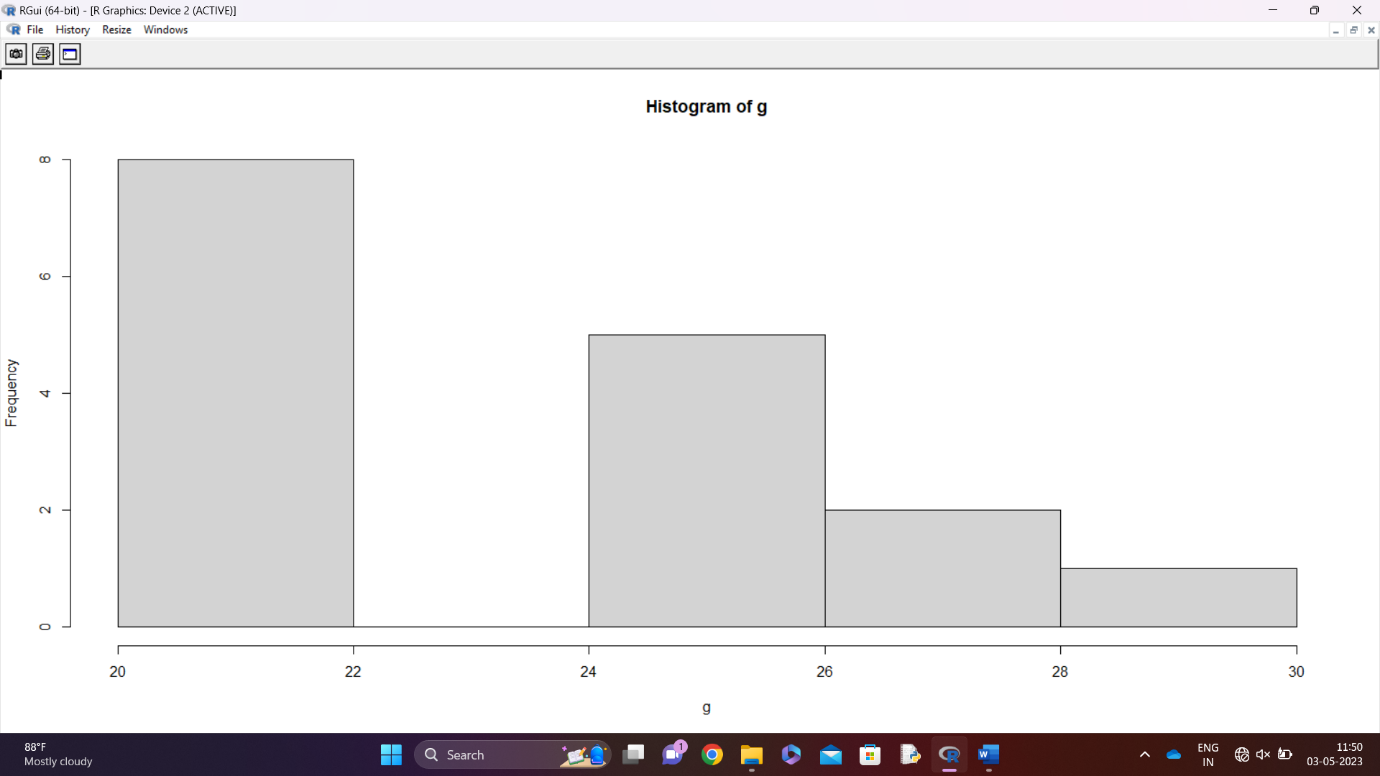 RGui (64-bit) - [R Graphics: Device 2 (ACTIVE)]
File History Resize Windows
Histogram of g
8
6
4
2
0
Frequency
20 22 24 26 28 30
g
88°F
Mostly cloudy
Search
1
ENG
IN
11:50
03-05-2023